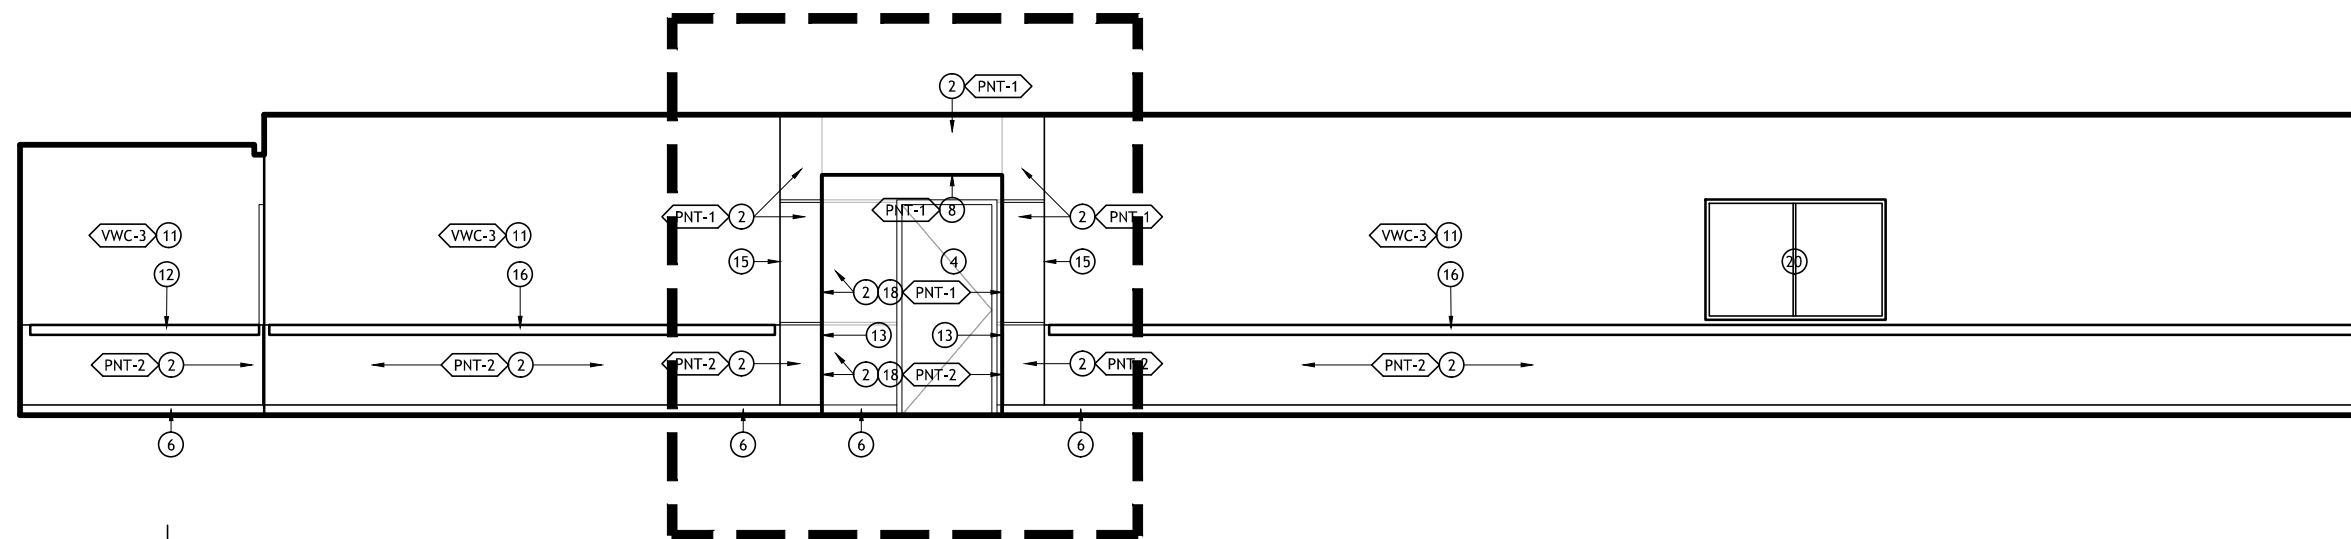 2 PNT-1
PNT-1 2
PNT-1 8
2 PNT-1
VWC-3 11
VWC-3 11
VWC-3 11
12
16
15
4
15
16
20
2 18 PNT-1
13
13
PNT-2 2
PNT-2 2
PNT-2 2
2 18 PNT-2
2 PNT-2
PNT-2 2
6
6
6
6